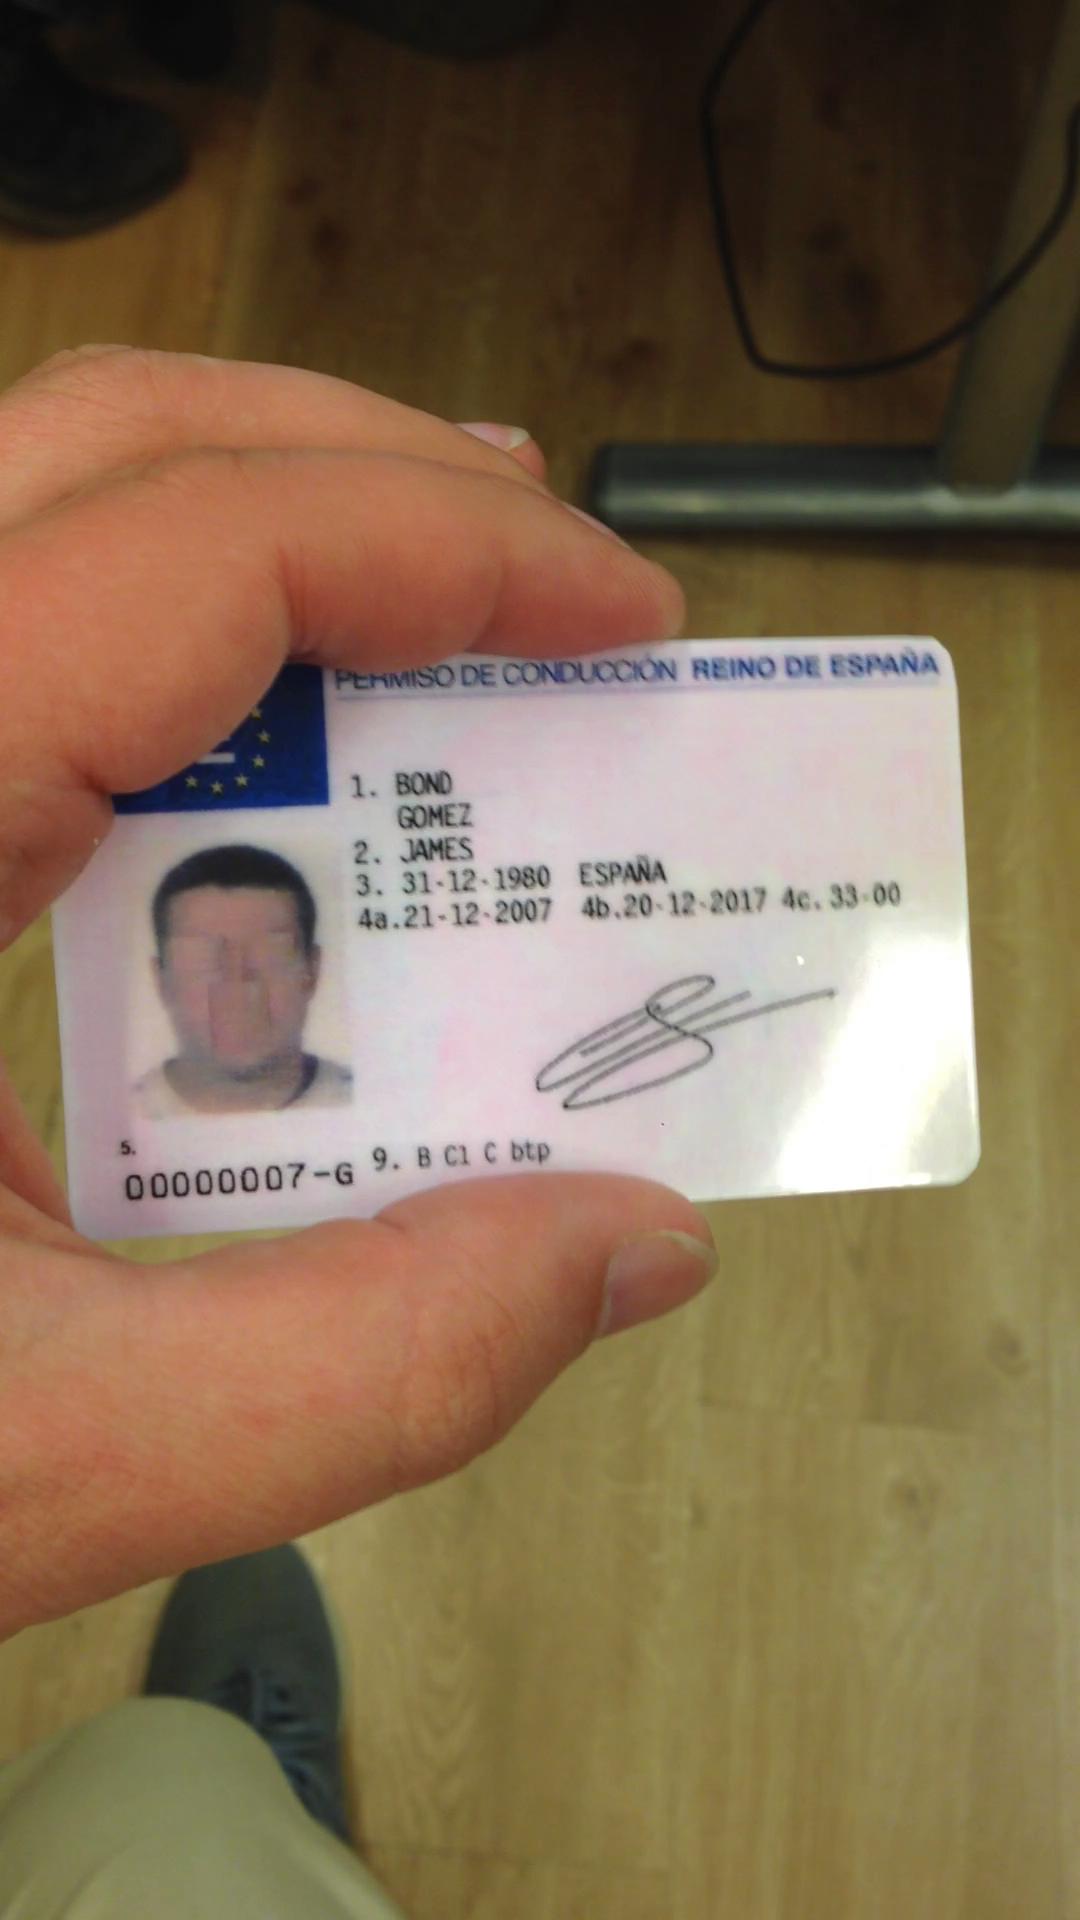 PERMISO DE CONDUCCIÓN REINO DE ESPAÑA
1. BOND
GOMEZ
2. JAMES
3. 31-12-1980 ESPAÑA
4a.21-12-2007 4b.20-12-2017 4c.33-00
5.
00000007-G 9. B C1 C btp